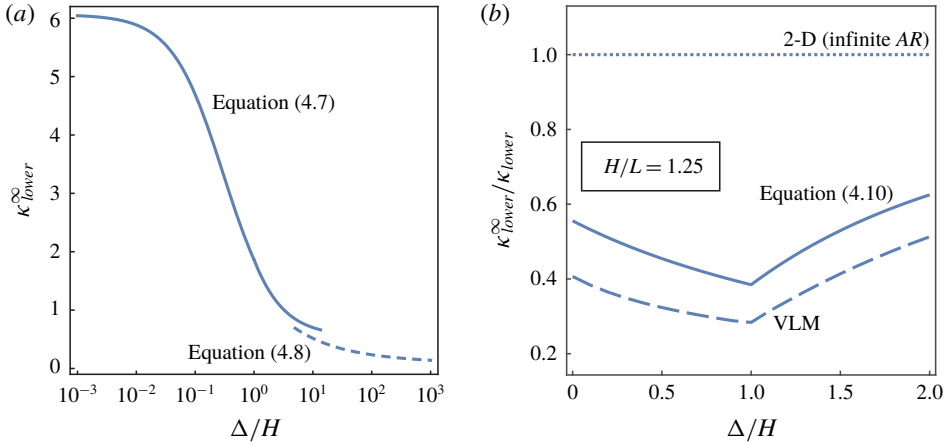 (a)
6
5
4
3
2
1
0
κ∞lower
Equation (4.7)
Equation (4.8)
10−3 10−2 10−1 100 101 102 103
Δ/H
(b)
1.0
0.8
0.6
0.4
0.2
κ∞lower/κlower
2-D (infinite AR)
H/L = 1.25
Equation (4.10)
VLM
0 0.5 1.0 1.5 2.0
Δ/H